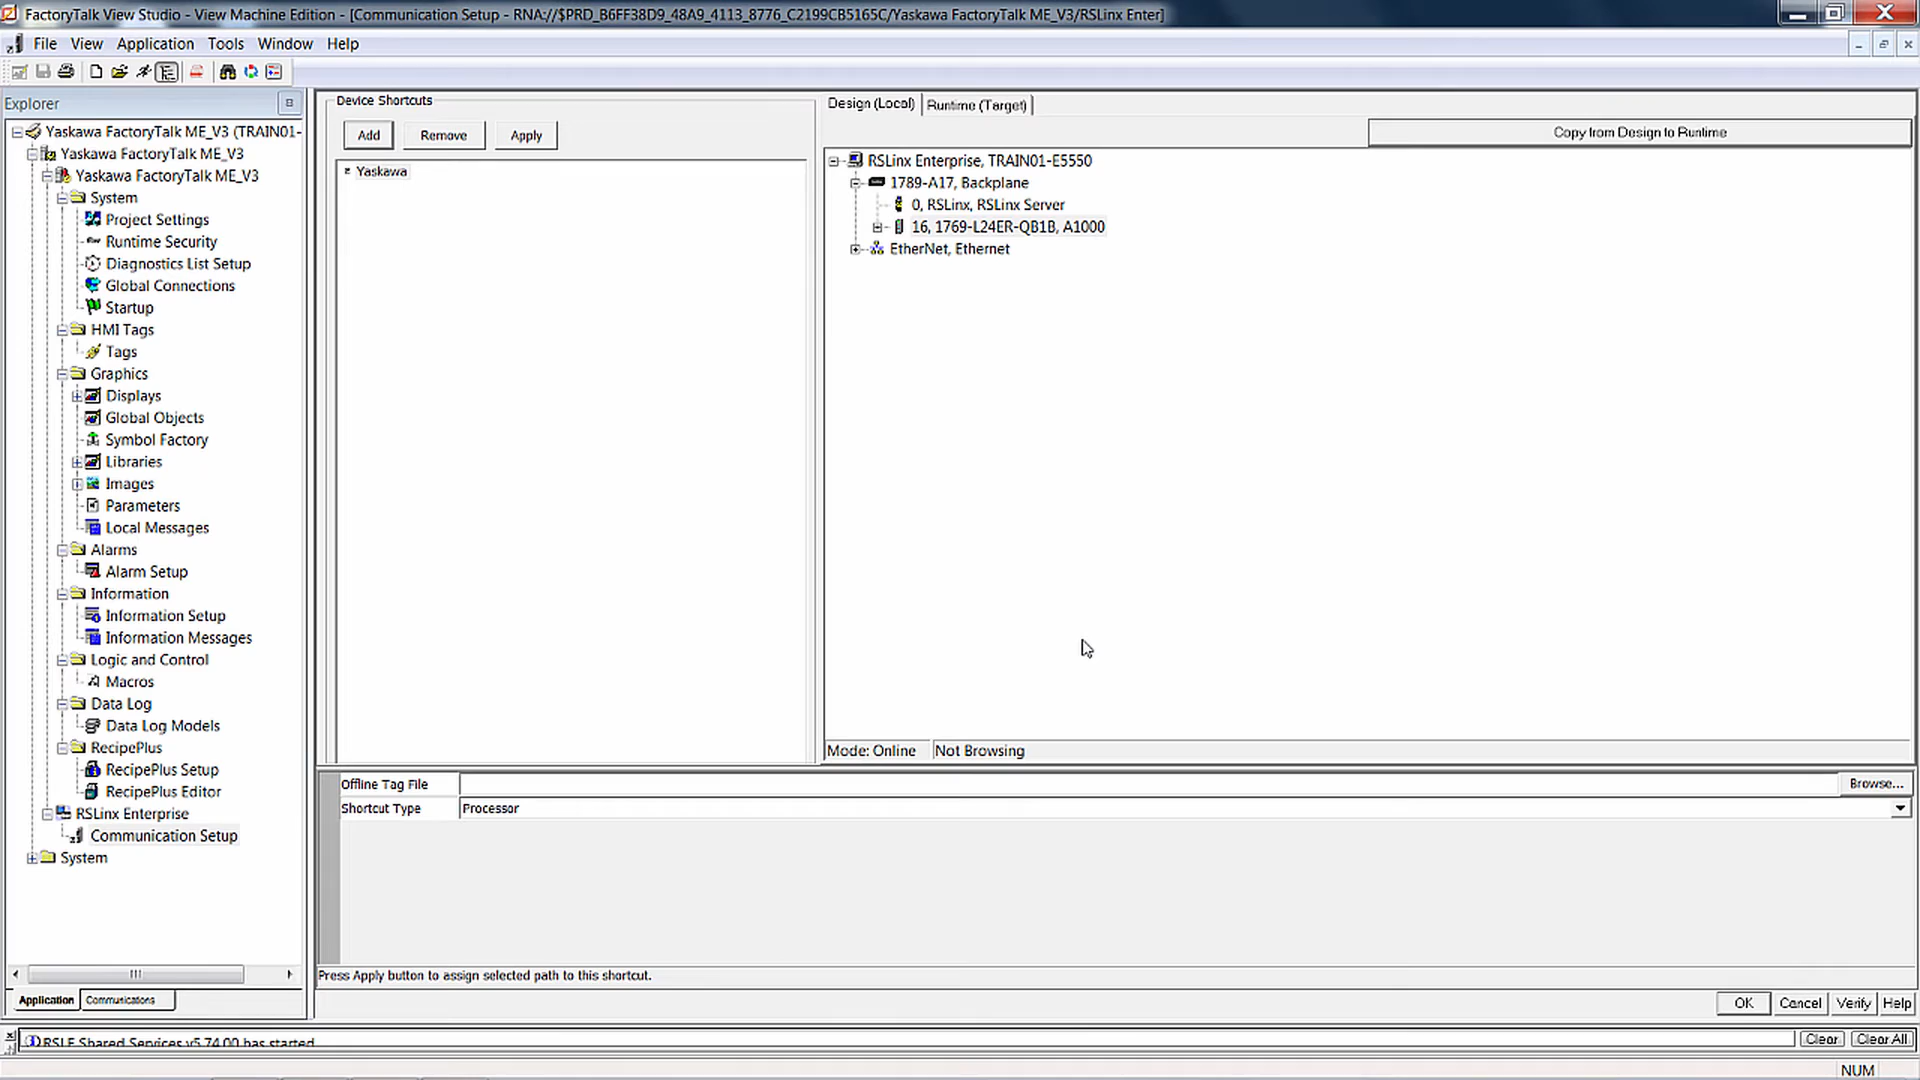 FactoryTalk View Studio - View Machine Edition - [Communication Setup - RNA://$PRD_B6FF38D9_48A9_4113_8776_C2199CB5165C/Yaskawa FactoryTalk ME_V3/RSLinx Enter]
File View Application Tools Window Help
Explorer
Yaskawa FactoryTalk ME_V3 (TRAIN01-
Yaskawa FactoryTalk ME_V3
Yaskawa FactoryTalk ME_V3
System
Project Settings
Runtime Security
Diagnostics List Setup
Global Connections
Startup
HMI Tags
Tags
Graphics
Displays
Global Objects
Symbol Factory
Libraries
Images
Parameters
Local Messages
Alarms
Alarm Setup
Information
Information Setup
Information Messages
Logic and Control
Macros
Data Log
Data Log Models
RecipePlus
RecipePlus Setup
RecipePlus Editor
RSLinx Enterprise
Communication Setup
System
Application Communications
Device Shortcuts
Add Remove Apply
Yaskawa
Design (Local) Runtime (Target)
Copy from Design to Runtime
RSLinx Enterprise, TRAIN01-E5550
1789-A17, Backplane
0, RSLinx, RSLinx Server
16, 1769-L24ER-QB1B, A1000
EtherNet, Ethernet
Mode: Online Not Browsing
Offline Tag File Browse...
Shortcut Type Processor
Press Apply button to assign selected path to this shortcut.
OK Cancel Verify Help
RSLE Shared Services v5.74.00 has started Clear Clear All
NUM